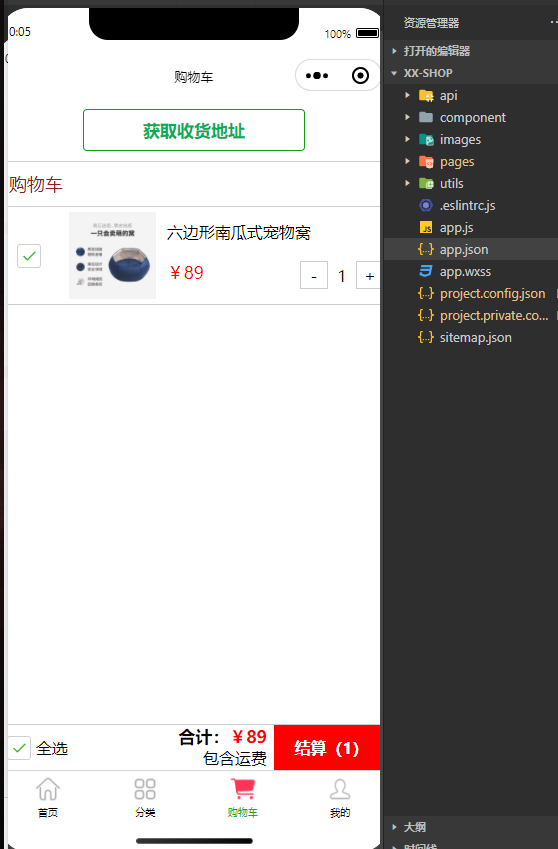 0:05
100%
购物车
获取收货地址
购物车
一只会卖萌的窝
六边形南瓜式宠物窝
￥89
- 1 +
全选
合计：￥89
包含运费
结算（1）
首页
分类
购物车
我的
资源管理器
打开的编辑器
XX-SHOP
api
component
images
pages
utils
.eslintrc.js
app.js
app.json
app.wxss
project.config.json
project.private.co...
sitemap.json
大纲
时间线